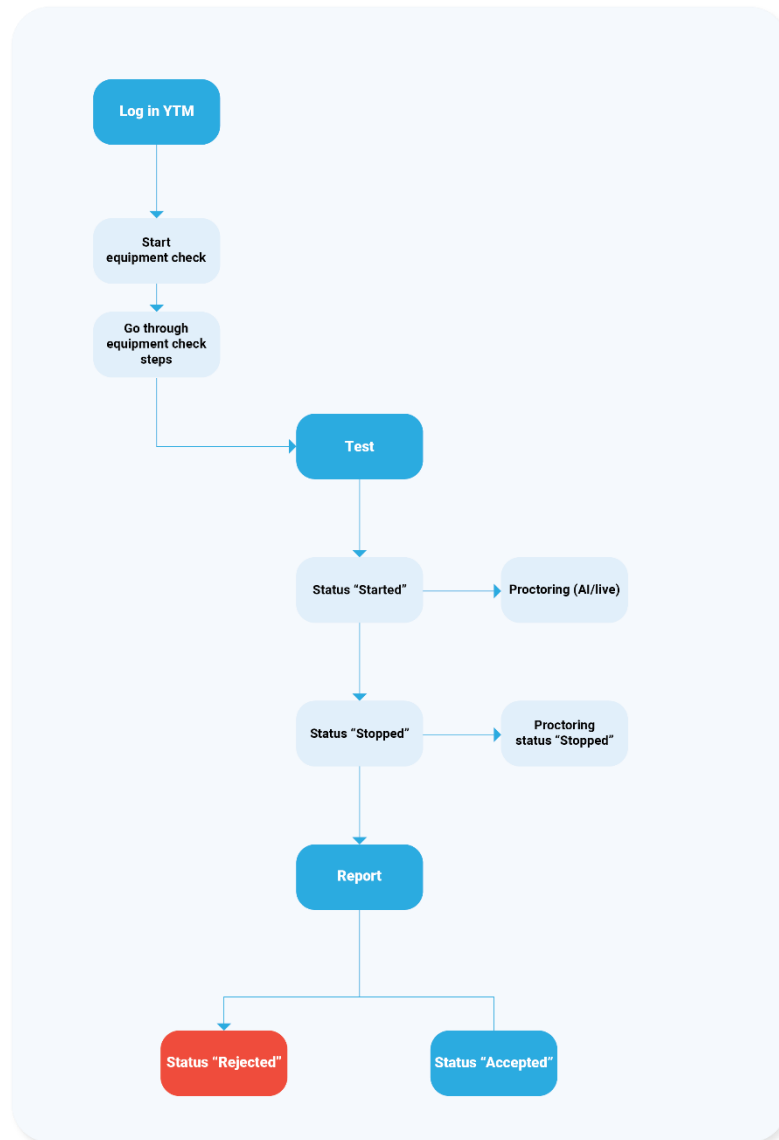 Log in YTM
Start
equipment check
Go through
equipment check
steps
Test
Status “Started”
Proctoring (AI/live)
Status “Stopped”
Proctoring
status “Stopped”
Report
Status “Rejected”
Status “Accepted”